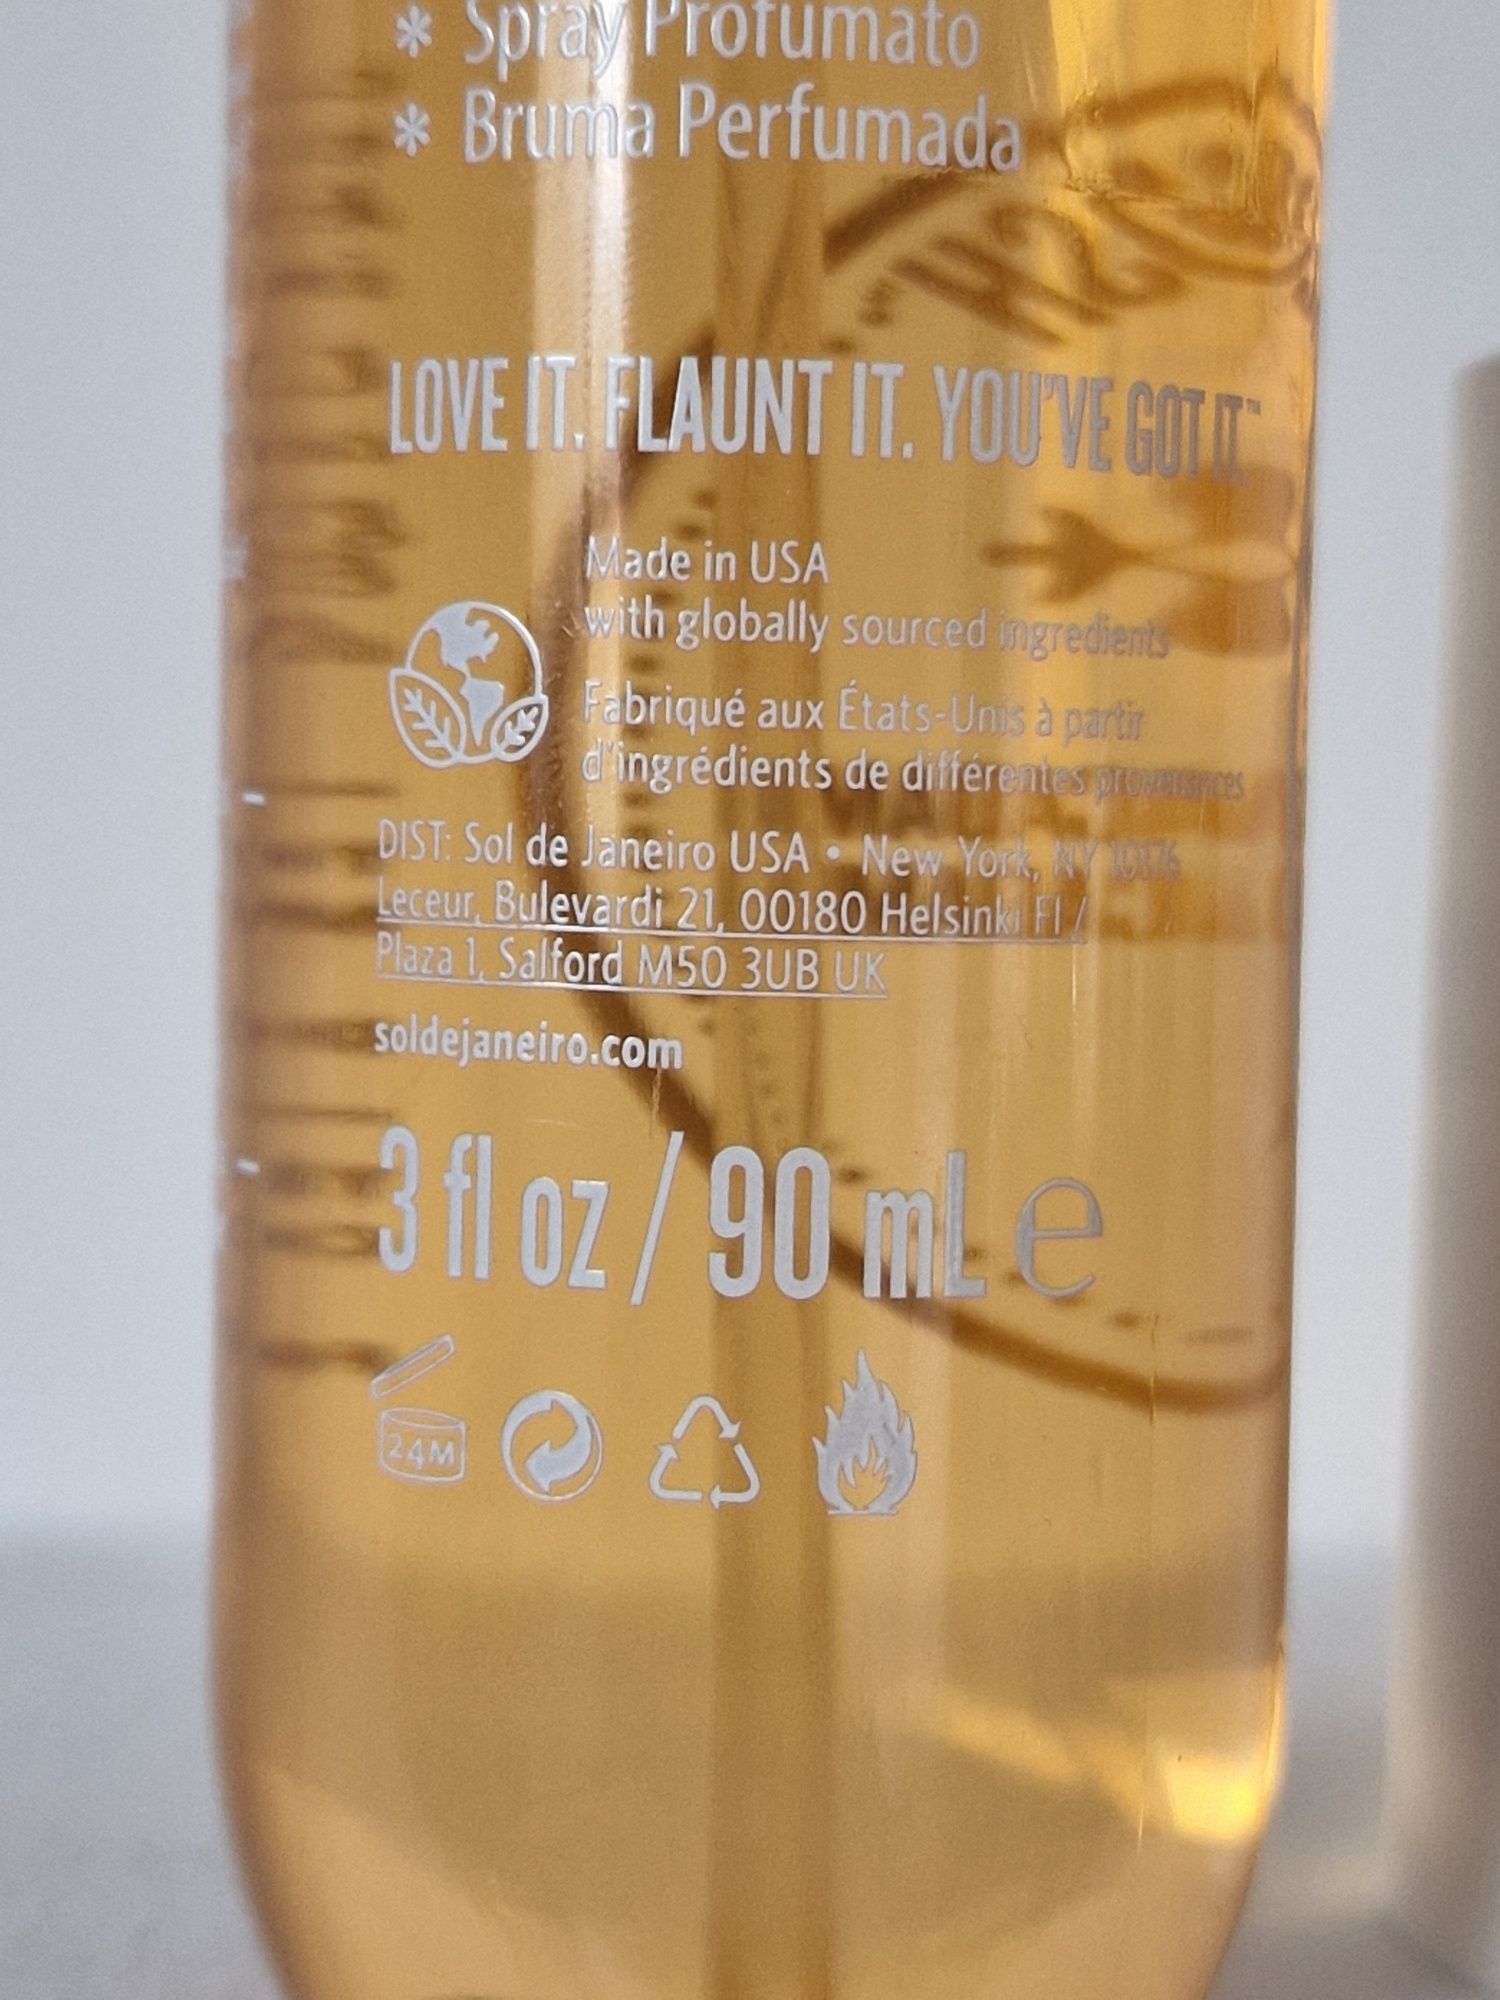 * Spray Profumato
* Bruma Perfumada
LOVE IT. FLAUNT IT. YOU'VE GOT IT.™
Made in USA
with globally sourced ingredients
Fabriqué aux États-Unis à partir
d'ingrédients de différentes provenances
DIST: Sol de Janeiro USA • New York, NY 10176
Leceur, Bulevardi 21, 00180 Helsinki FI /
Plaza 1, Salford M50 3UB UK
soldejaneiro.com
3 fl oz / 90 mL e
24M